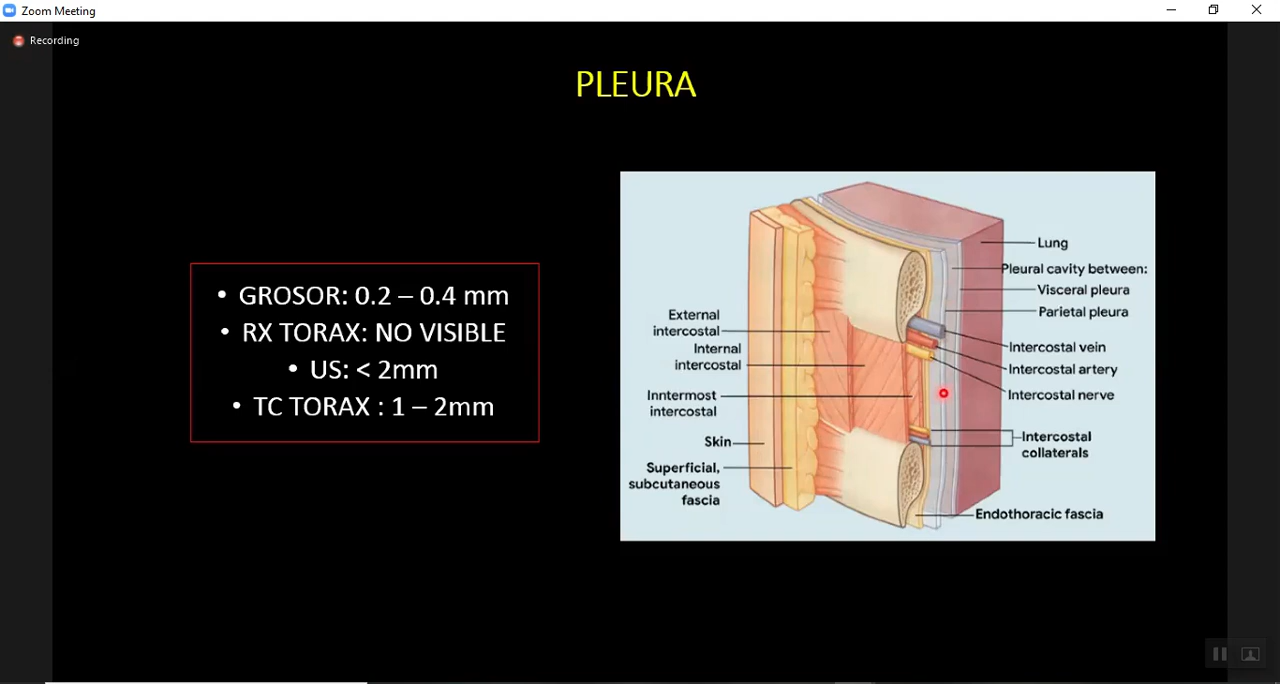 Zoom Meeting
Recording
PLEURA
• GROSOR: 0.2 – 0.4 mm
• RX TORAX: NO VISIBLE
• US: < 2mm
• TC TORAX : 1 – 2mm
External
intercostal
Internal
intercostal
Inntermost
intercostal
Skin
Superficial,
subcutaneous
fascia
Lung
Pleural cavity between:
Visceral pleura
Parietal pleura
Intercostal vein
Intercostal artery
Intercostal nerve
Intercostal
collaterals
Endothoracic fascia